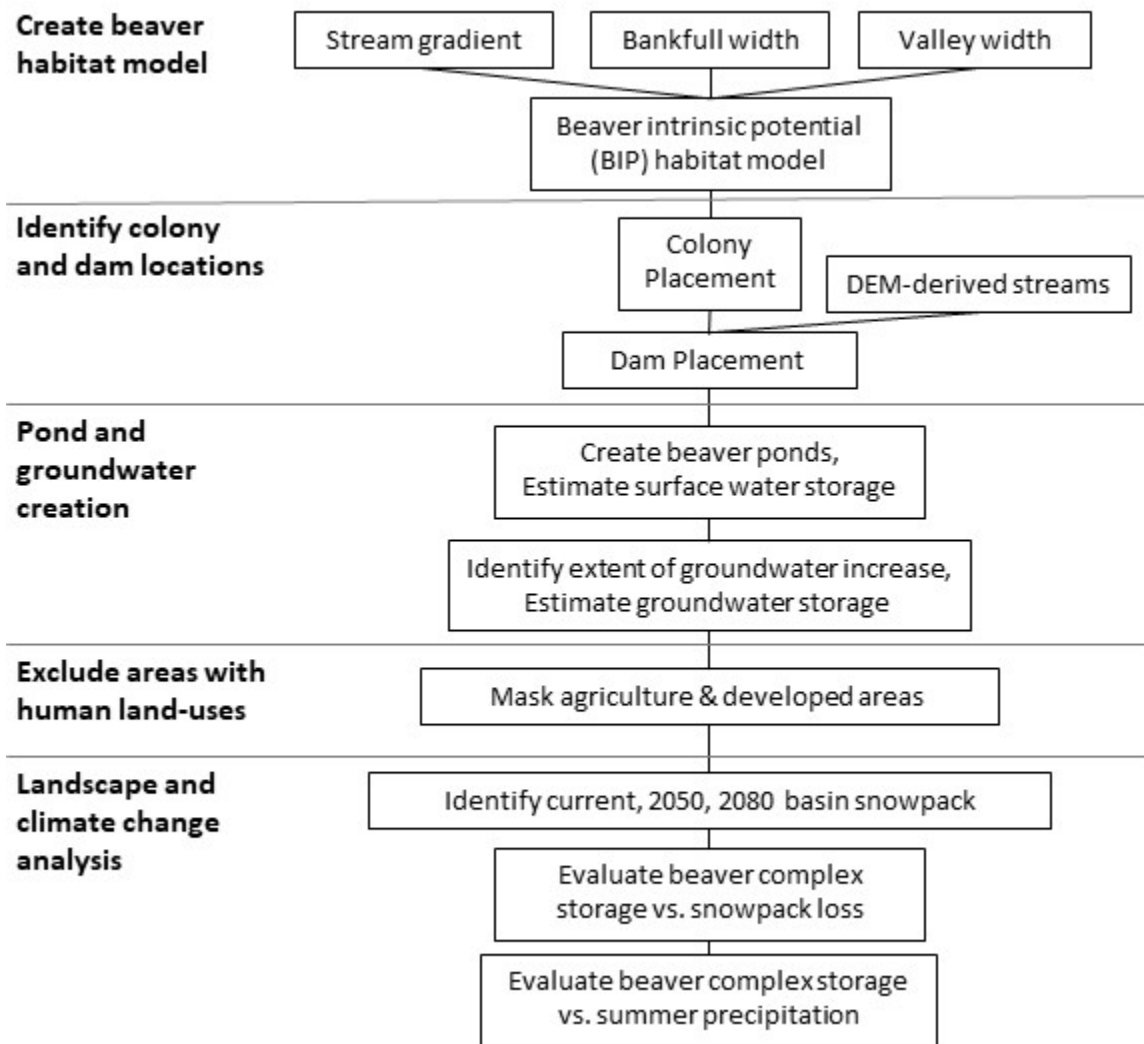 Create beaver
habitat model
Stream gradient
Bankfull width
Valley width
Beaver intrinsic potential
(BIP) habitat model
Identify colony
and dam locations
Colony
Placement
DEM-derived streams
Dam Placement
Pond and
groundwater
creation
Create beaver ponds,
Estimate surface water storage
Identify extent of groundwater increase,
Estimate groundwater storage
Exclude areas with
human land-uses
Mask agriculture & developed areas
Landscape and
climate change
analysis
Identify current, 2050, 2080 basin snowpack
Evaluate beaver complex
storage vs. snowpack loss
Evaluate beaver complex storage
vs. summer precipitation